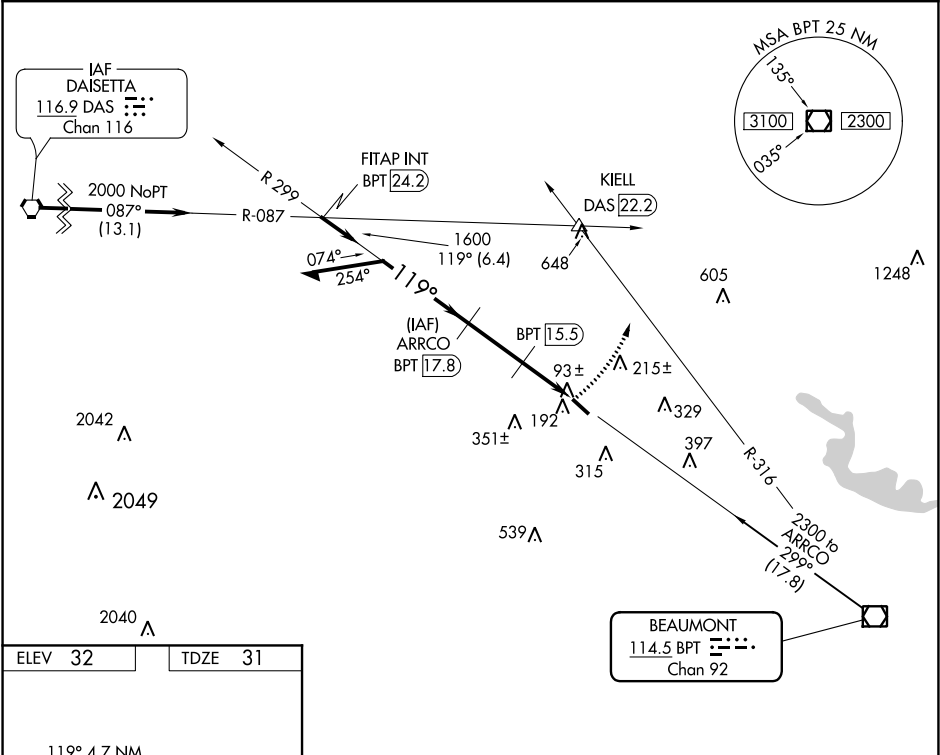 MSA BPT 25 NM
135°
3100
2300
035°
IAF
DAISETTA
116.9 DAS
Chan 116
2000 NoPT
087°
(13.1)
R-087
R 299
FITAP INT
BPT 24.2
KIELL
DAS 22.2
1600
119° (6.4)
648
074°
254°
119°
605
1248
(IAF)
ARRCO
BPT 17.8
BPT 15.5
93±
215±
192
351±
329
315
397
R-316
2042
2049
539
2040
2300 to
ARRCO
299°
(17.8)
BEAUMONT
114.5 BPT
Chan 92
ELEV 32
TDZE 31
119° 4.7 NM